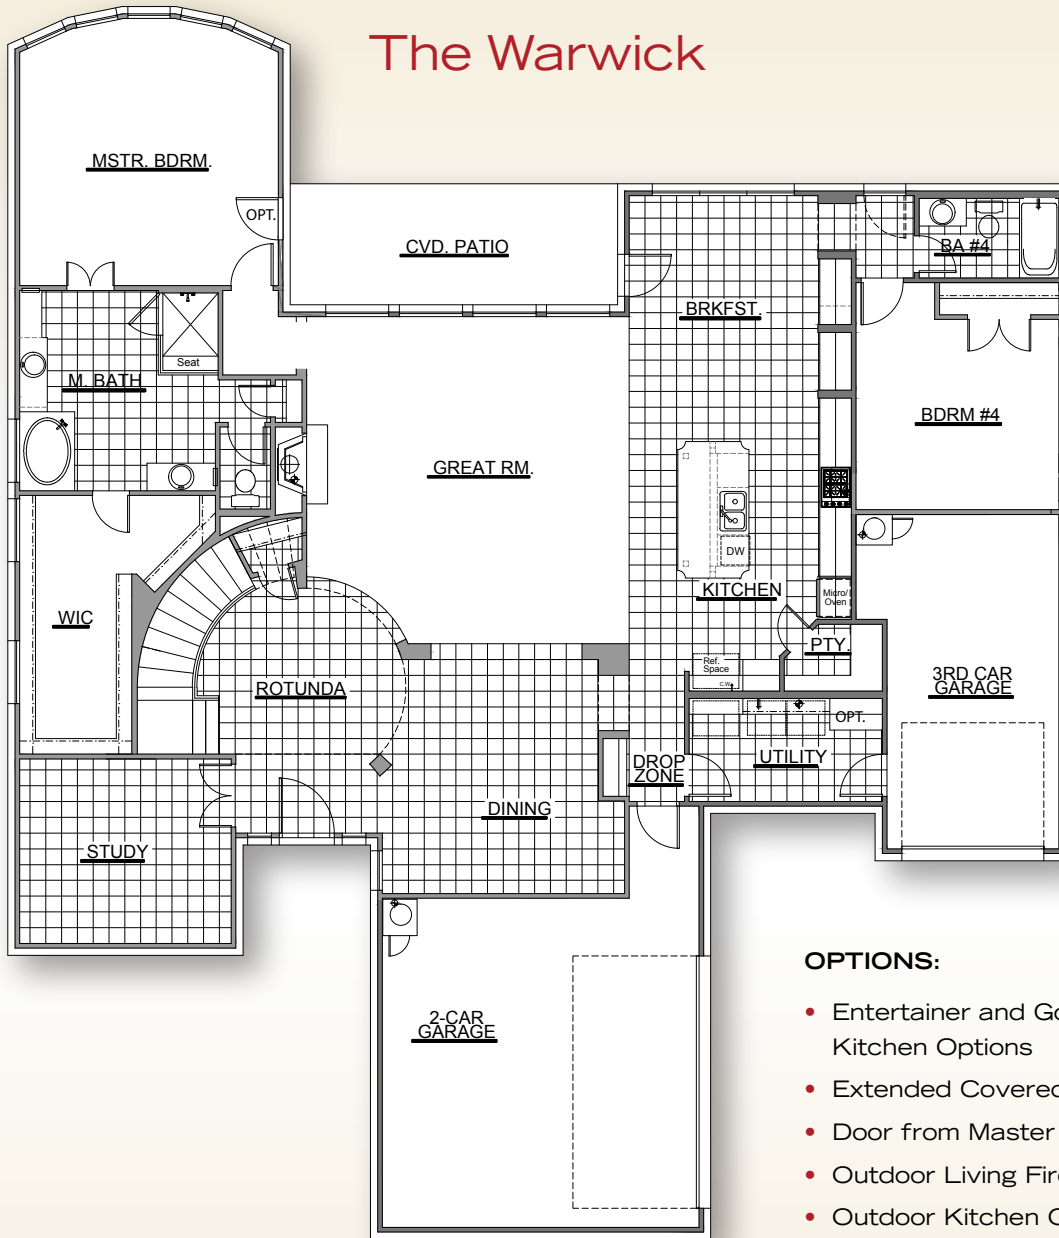 The Warwick
MSTR. BDRM.
OPT.
CVD. PATIO
BA #4
BRKFST.
Seat
M. BATH
BDRM #4
GREAT RM.
DW
KITCHEN
Micro/
Oven
WIC
PTY.
Ref.
Space
C.W.
3RD CAR
GARAGE
ROTUNDA
OPT.
DROP
ZONE
UTILITY
DINING
STUDY
2-CAR
GARAGE
OPTIONS:
• Entertainer and Go
Kitchen Options
• Extended Covered
• Door from Master
• Outdoor Living Fir
• Outdoor Kitchen